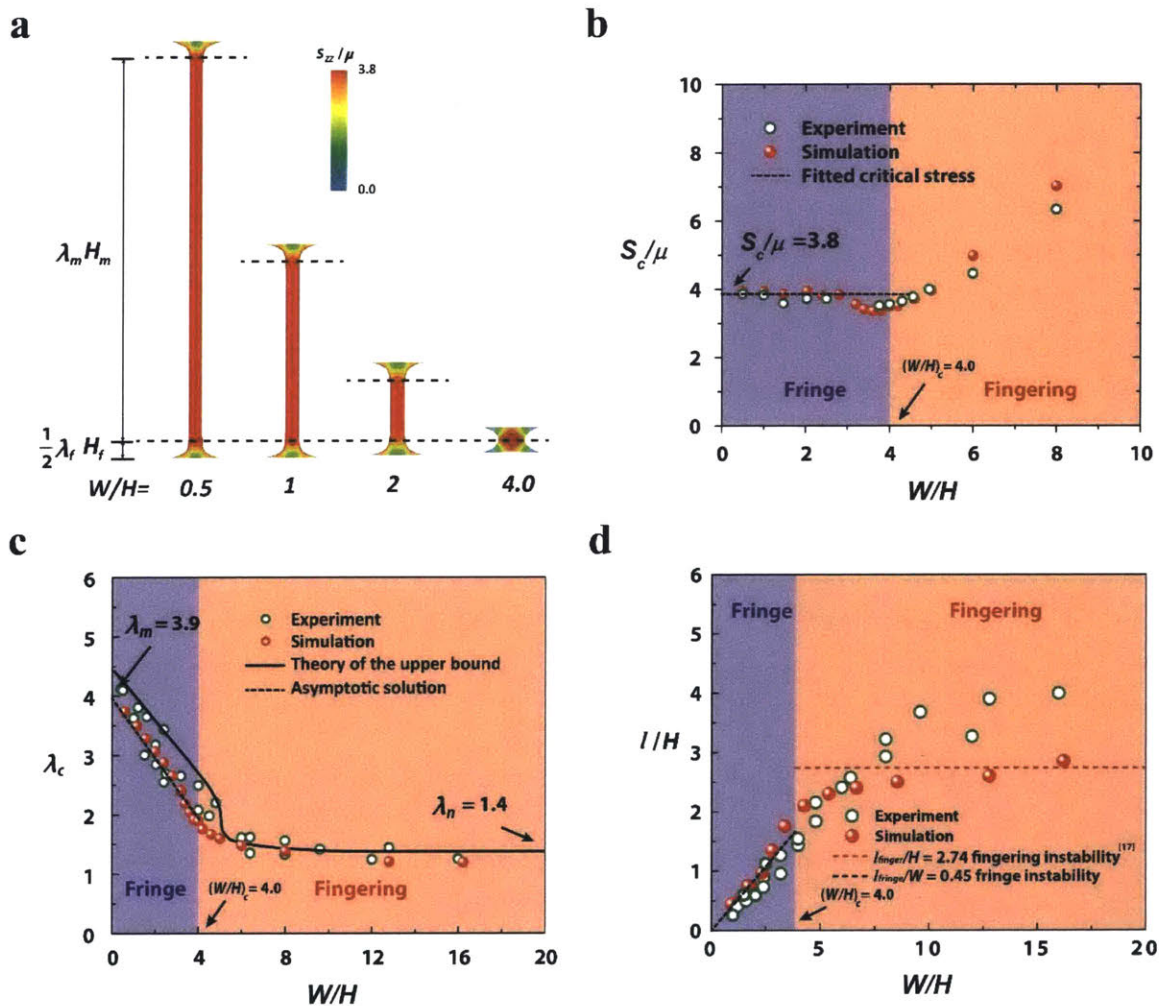 a
S_zz / μ
3.8
0.0
λ_m H_m
1/2 λ_f H_f
W/H= 0.5 1 2 4.0
b
10
8
6
4
2
0
S_c/μ
Experiment
Simulation
Fitted critical stress
S_c/μ =3.8
(W/H)_c = 4.0
Fringe
Fingering
0 2 4 6 8 10
W/H
c
6
5
4
3
2
1
0
λ_c
λ_m = 3.9
Experiment
Simulation
Theory of the upper bound
Asymptotic solution
λ_n = 1.4
Fringe
(W/H)_c = 4.0
Fingering
0 4 8 12 16 20
W/H
d
6
5
4
3
2
1
0
l/H
Fringe
Fingering
Experiment
Simulation
l_finger/H = 2.74 fingering instability[17]
l_fringe/W = 0.45 fringe instability
(W/H)_c = 4.0
0 5 10 15 20
W/H